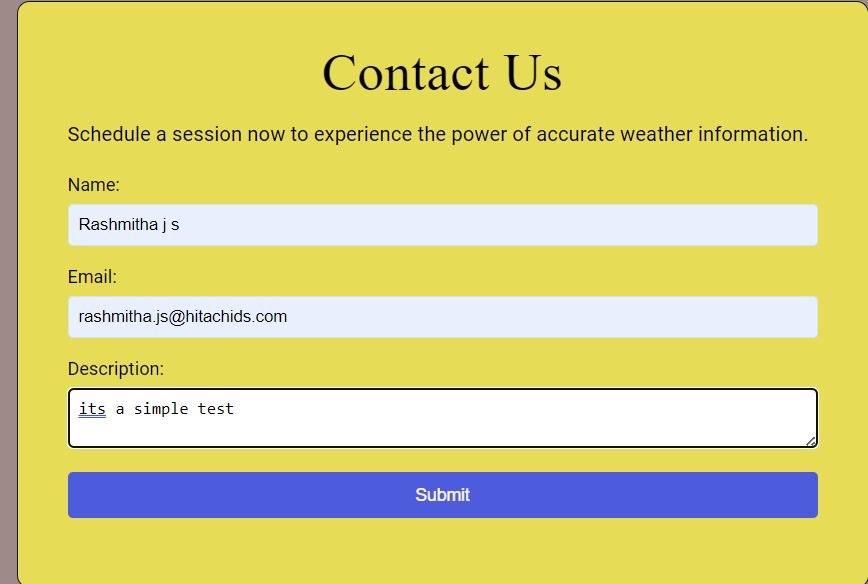 Contact Us
Schedule a session now to experience the power of accurate weather information.
Name:
Rashmitha j s
Email:
rashmitha.js@hitachids.com
Description:
its a simple test
Submit